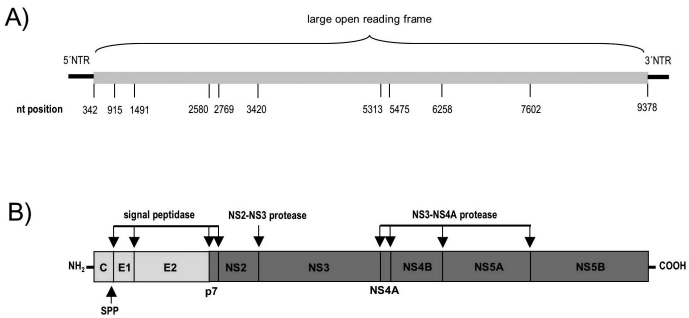 A)
large open reading frame
5´NTR 3´NTR
nt position 342 915 1491 2580 2769 3420 5313 5475 6258 7602 9378
B)
signal peptidase NS2-NS3 protease NS3-NS4A protease
NH2 C E1 E2 NS2 NS3 NS4B NS5A NS5B COOH
p7 NS4A
SPP